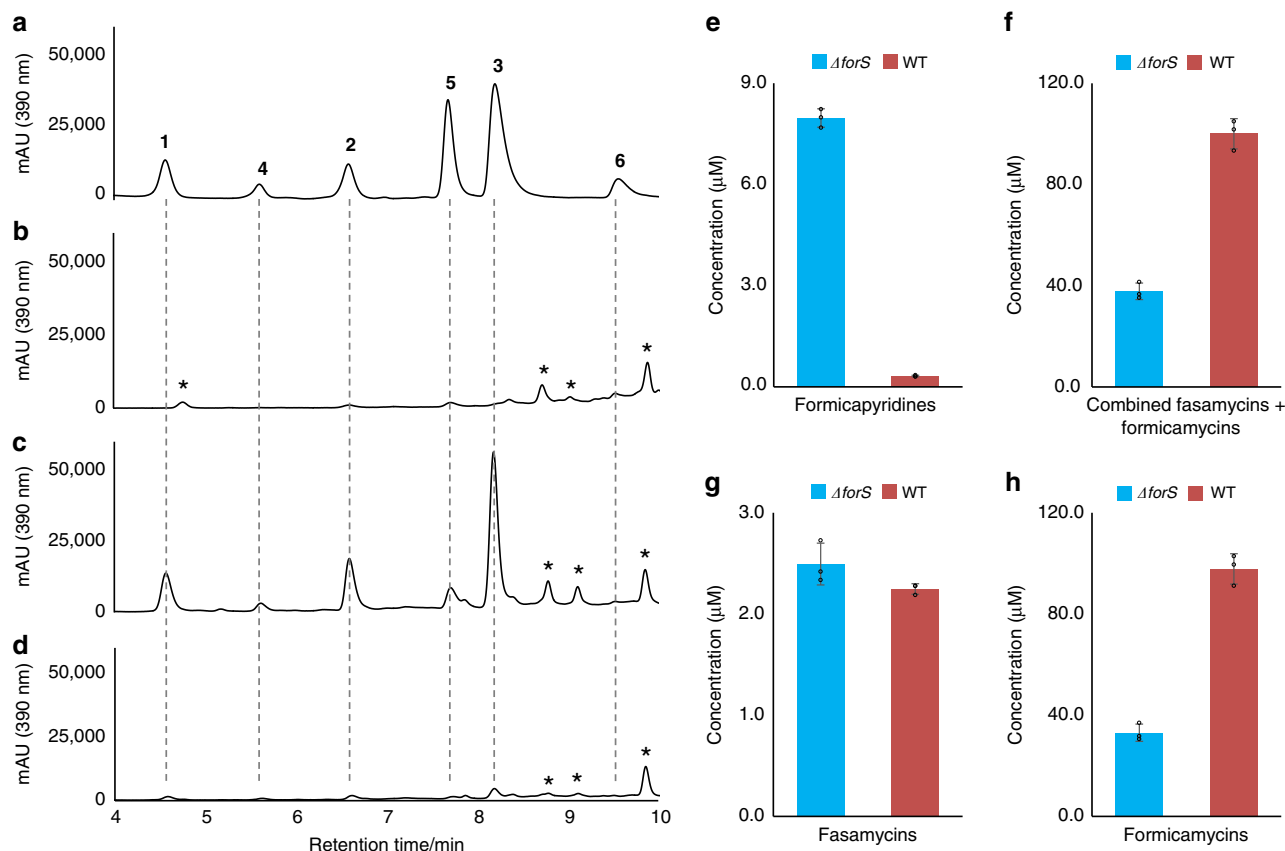 a
50,000
25,000
0
mAU (390 nm)
1
4
2
5
3
6
b
50,000
25,000
0
mAU (390 nm)
*
*
*
*
c
50,000
25,000
0
mAU (390 nm)
*
*
*
d
50,000
25,000
0
mAU (390 nm)
*
*
*
4 5 6 7 8 9 10
Retention time/min
e
ΔforS WT
9.0
6.0
3.0
0.0
Concentration (μM)
Formicapyridines
f
ΔforS WT
120.0
80.0
40.0
0.0
Concentration (μM)
Combined fasamycins +
formicamycins
g
ΔforS WT
3.0
2.0
1.0
0.0
Concentration (μM)
Fasamycins
h
ΔforS WT
120.0
80.0
40.0
0.0
Concentration (μM)
Formicamycins